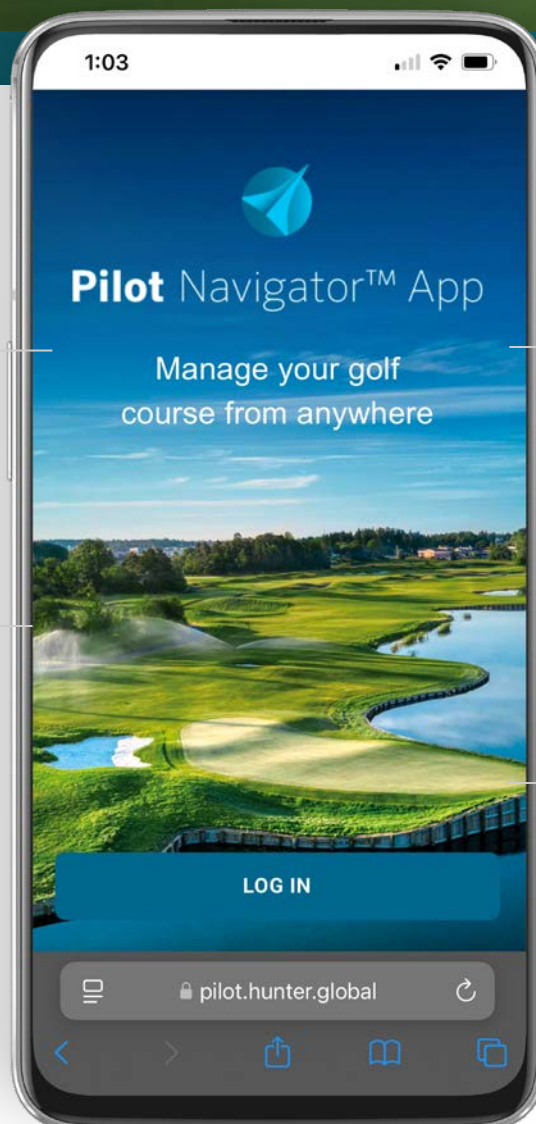 1:03
Pilot Navigator™ App
Manage your golf
course from anywhere
LOG IN
pilot.hunter.global